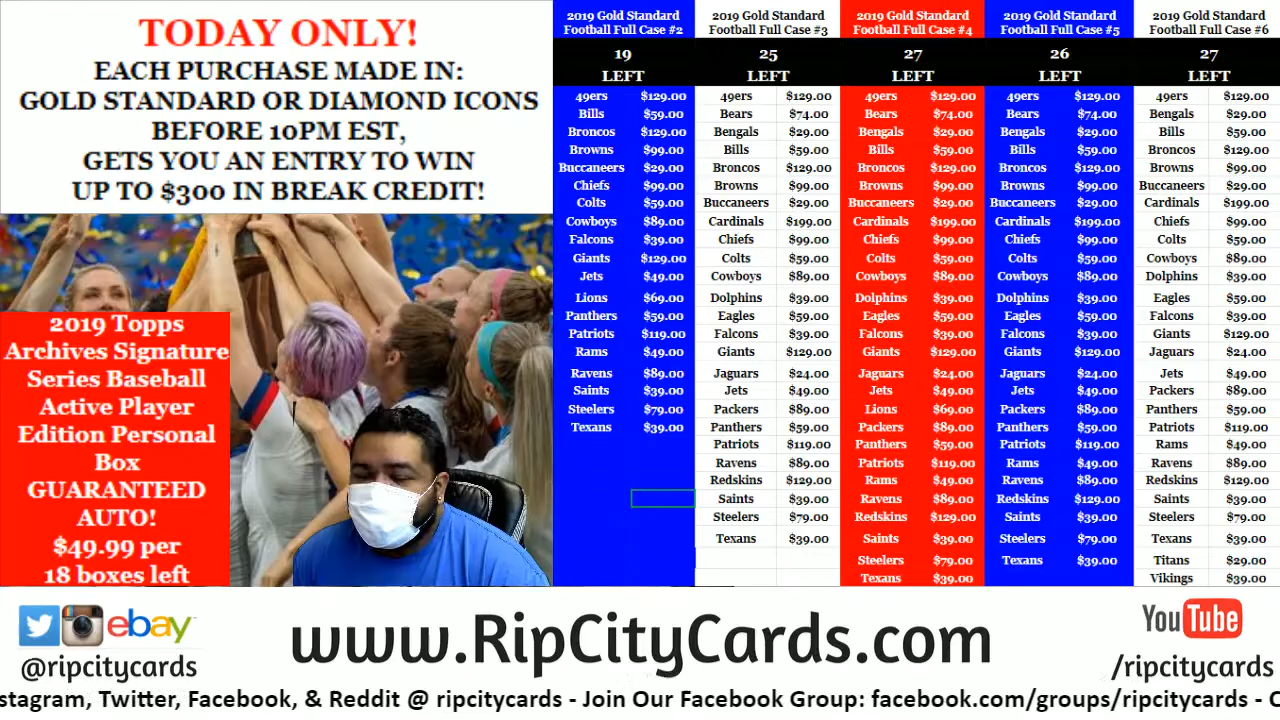 TODAY ONLY!
EACH PURCHASE MADE IN:
GOLD STANDARD OR DIAMOND ICONS
BEFORE 10PM EST,
GETS YOU AN ENTRY TO WIN
UP TO $300 IN BREAK CREDIT!
2019 Topps
Archives Signature
Series Baseball
Active Player
Edition Personal
Box
GUARANTEED
AUTO!
$49.99 per
18 boxes left
2019 Gold Standard
Football Full Case #2
19
LEFT
49ers $129.00
Bills $59.00
Broncos $129.00
Browns $99.00
Buccaneers $29.00
Chiefs $99.00
Colts $59.00
Cowboys $89.00
Falcons $39.00
Giants $129.00
Jets $49.00
Lions $69.00
Panthers $59.00
Patriots $119.00
Rams $49.00
Ravens $89.00
Saints $39.00
Steelers $79.00
Texans $39.00
2019 Gold Standard
Football Full Case #3
25
LEFT
49ers $129.00
Bears $74.00
Bengals $29.00
Bills $59.00
Broncos $129.00
Browns $99.00
Buccaneers $29.00
Cardinals $199.00
Chiefs $99.00
Colts $59.00
Cowboys $89.00
Dolphins $39.00
Eagles $59.00
Falcons $39.00
Giants $129.00
Jaguars $24.00
Jets $49.00
Packers $89.00
Panthers $59.00
Patriots $119.00
Ravens $89.00
Redskins $129.00
Saints $39.00
Steelers $79.00
Texans $39.00
2019 Gold Standard
Football Full Case #4
27
LEFT
49ers $129.00
Bears $74.00
Bengals $29.00
Bills $59.00
Broncos $129.00
Browns $99.00
Buccaneers $29.00
Cardinals $199.00
Chiefs $99.00
Colts $59.00
Cowboys $89.00
Dolphins $39.00
Eagles $59.00
Falcons $39.00
Giants $129.00
Jaguars $24.00
Jets $49.00
Lions $69.00
Packers $89.00
Panthers $59.00
Patriots $119.00
Rams $49.00
Ravens $89.00
Redskins $129.00
Saints $39.00
Steelers $79.00
Texans $39.00
2019 Gold Standard
Football Full Case #5
26
LEFT
49ers $129.00
Bears $74.00
Bengals $29.00
Bills $59.00
Broncos $129.00
Browns $99.00
Buccaneers $29.00
Cardinals $199.00
Chiefs $99.00
Colts $59.00
Cowboys $89.00
Dolphins $39.00
Eagles $59.00
Falcons $39.00
Giants $129.00
Jaguars $24.00
Jets $49.00
Packers $89.00
Panthers $59.00
Patriots $119.00
Rams $49.00
Ravens $89.00
Redskins $129.00
Saints $39.00
Steelers $79.00
Texans $39.00
2019 Gold Standard
Football Full Case #6
27
LEFT
49ers $129.00
Bengals $29.00
Bills $59.00
Broncos $129.00
Browns $99.00
Buccaneers $29.00
Cardinals $199.00
Chiefs $99.00
Colts $59.00
Cowboys $89.00
Dolphins $39.00
Eagles $59.00
Falcons $39.00
Giants $129.00
Jaguars $24.00
Jets $49.00
Packers $89.00
Panthers $59.00
Patriots $119.00
Rams $49.00
Ravens $89.00
Redskins $129.00
Saints $39.00
Steelers $79.00
Texans $39.00
Titans $29.00
Vikings $39.00
ebay
@ripcitycards
www.RipCityCards.com
YouTube
/ripcitycards
stagram, Twitter, Facebook, & Reddit @ ripcitycards - Join Our Facebook Group: facebook.com/groups/ripcitycards -